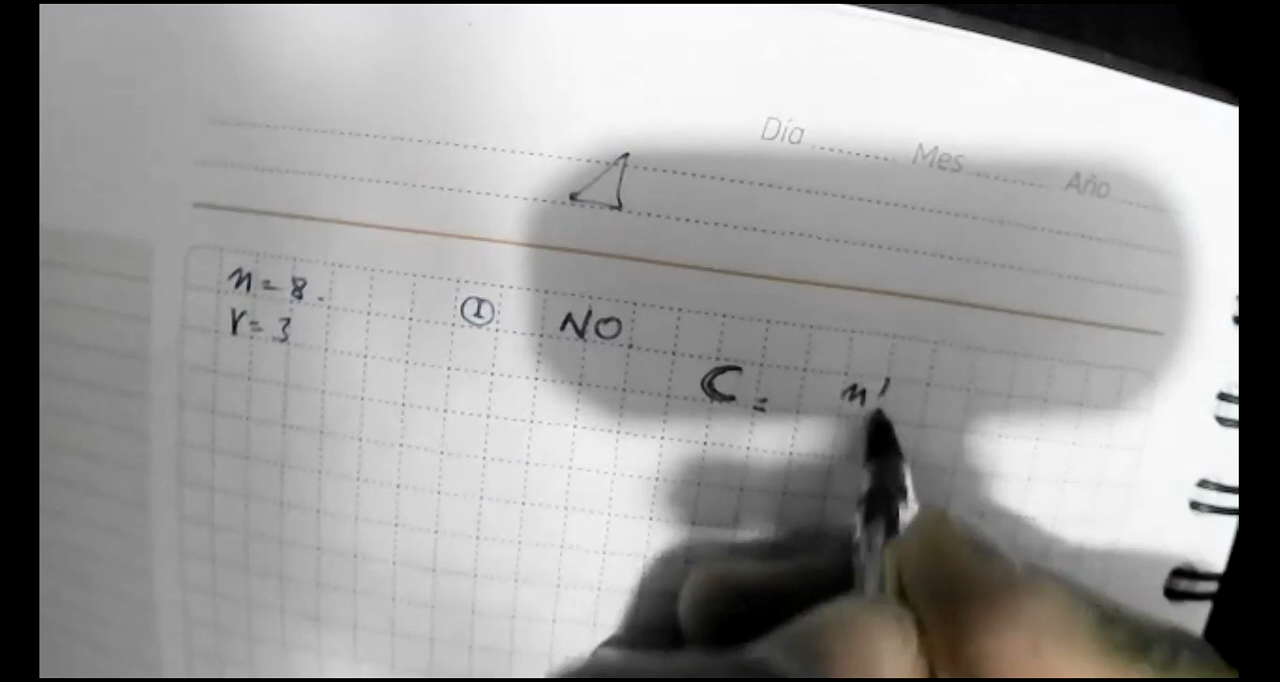 Día ........ Mes ........ Año ........
n = 8.
r = 3
① NO.
C = n!